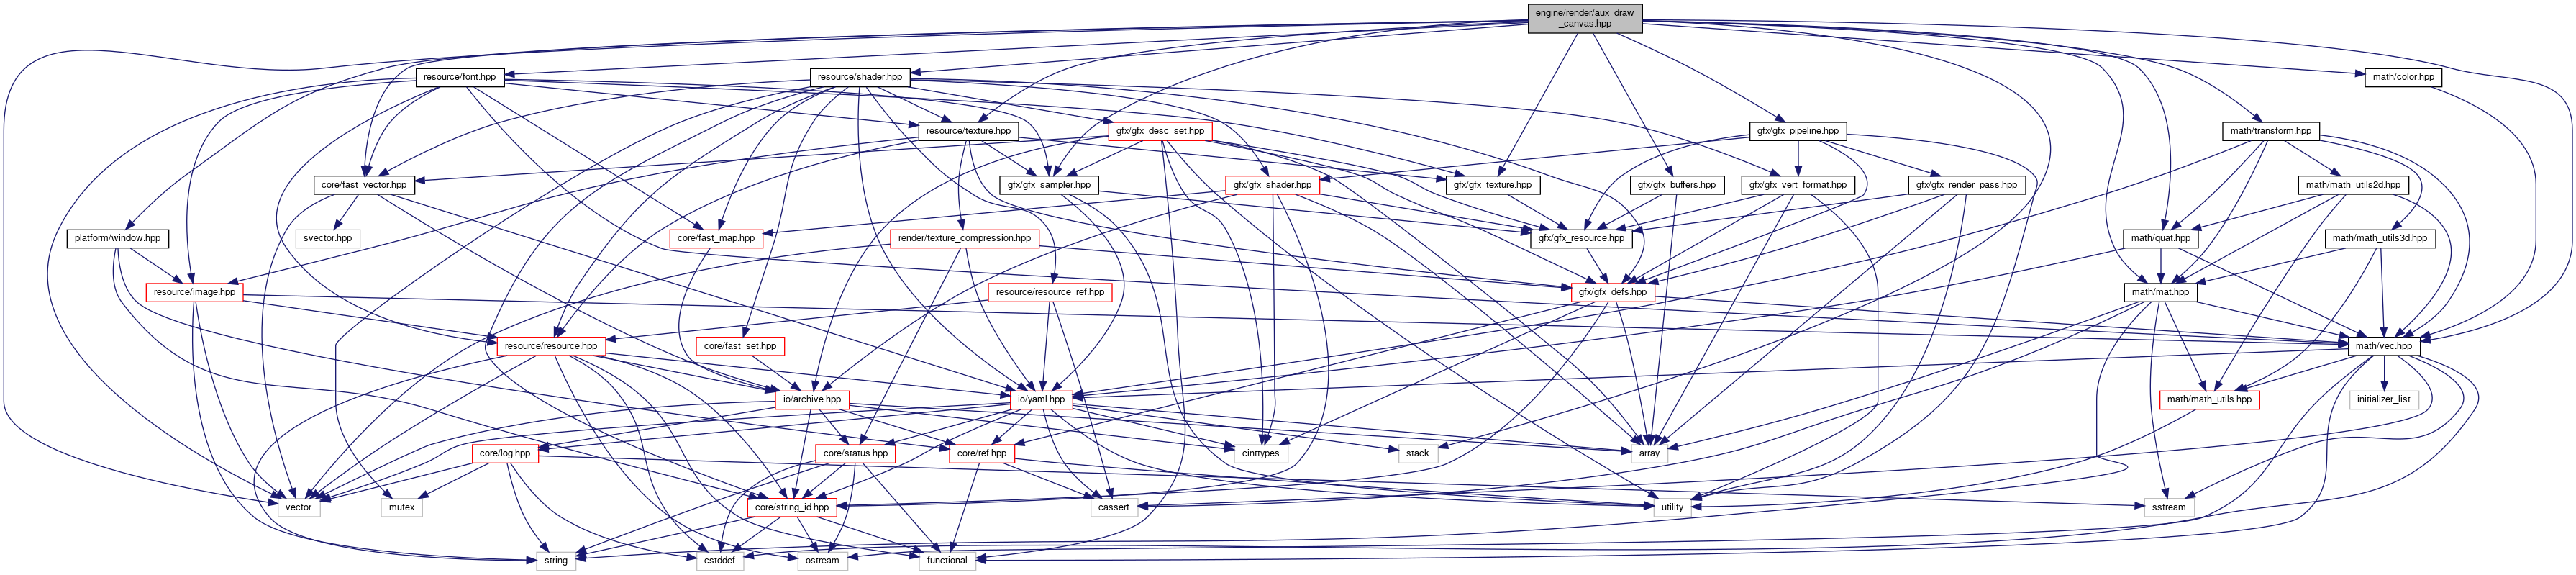 engine/render/aux_draw
_canvas.hpp
resource/font.hpp
resource/shader.hpp
math/color.hpp
resource/texture.hpp
gfx/gfx_desc_set.hpp
gfx/gfx_pipeline.hpp
math/transform.hpp
core/fast_vector.hpp
gfx/gfx_sampler.hpp
gfx/gfx_shader.hpp
gfx/gfx_texture.hpp
gfx/gfx_buffers.hpp
gfx/gfx_vert_format.hpp
gfx/gfx_render_pass.hpp
math/math_utils2d.hpp
platform/window.hpp
svector.hpp
core/fast_map.hpp
render/texture_compression.hpp
gfx/gfx_resource.hpp
math/quat.hpp
math/math_utils3d.hpp
resource/image.hpp
resource/resource_ref.hpp
gfx/gfx_defs.hpp
math/mat.hpp
resource/resource.hpp
core/fast_set.hpp
math/vec.hpp
io/archive.hpp
io/yaml.hpp
math/math_utils.hpp
initializer_list
core/log.hpp
core/status.hpp
core/ref.hpp
cinttypes
stack
array
vector
mutex
core/string_id.hpp
cassert
utility
sstream
string
cstddef
ostream
functional